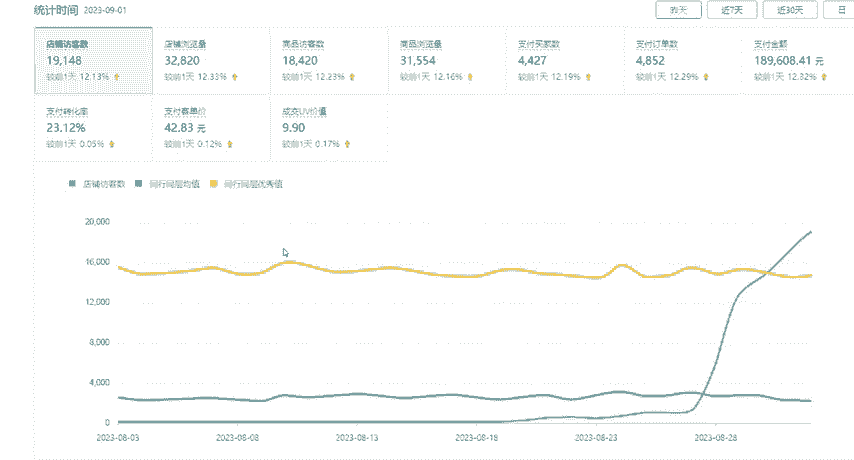 统计时间 2023-09-01 昨天 近7天 近30天 日
店铺访客数 店铺浏览量 商品访客数 商品浏览量 支付买家数 支付订单数 支付金额
19,148 32,820 18,420 31,554 4,427 4,852 189,608.41 元
较前1天 12.13% 较前1天 12.33% 较前1天 12.23% 较前1天 12.16% 较前1天 12.19% 较前1天 12.29% 较前1天 12.32%
支付转化率 支付客单价 成交UV价值
23.12% 42.83 元 9.90
较前1天 0.05% 较前1天 0.12% 较前1天 0.17%
店铺访客数 同行同层均值 同行同层优秀值
20,000
16,000
12,000
8,000
4,000
0
2023-08-03 2023-08-08 2023-08-13 2023-08-18 2023-08-23 2023-08-28